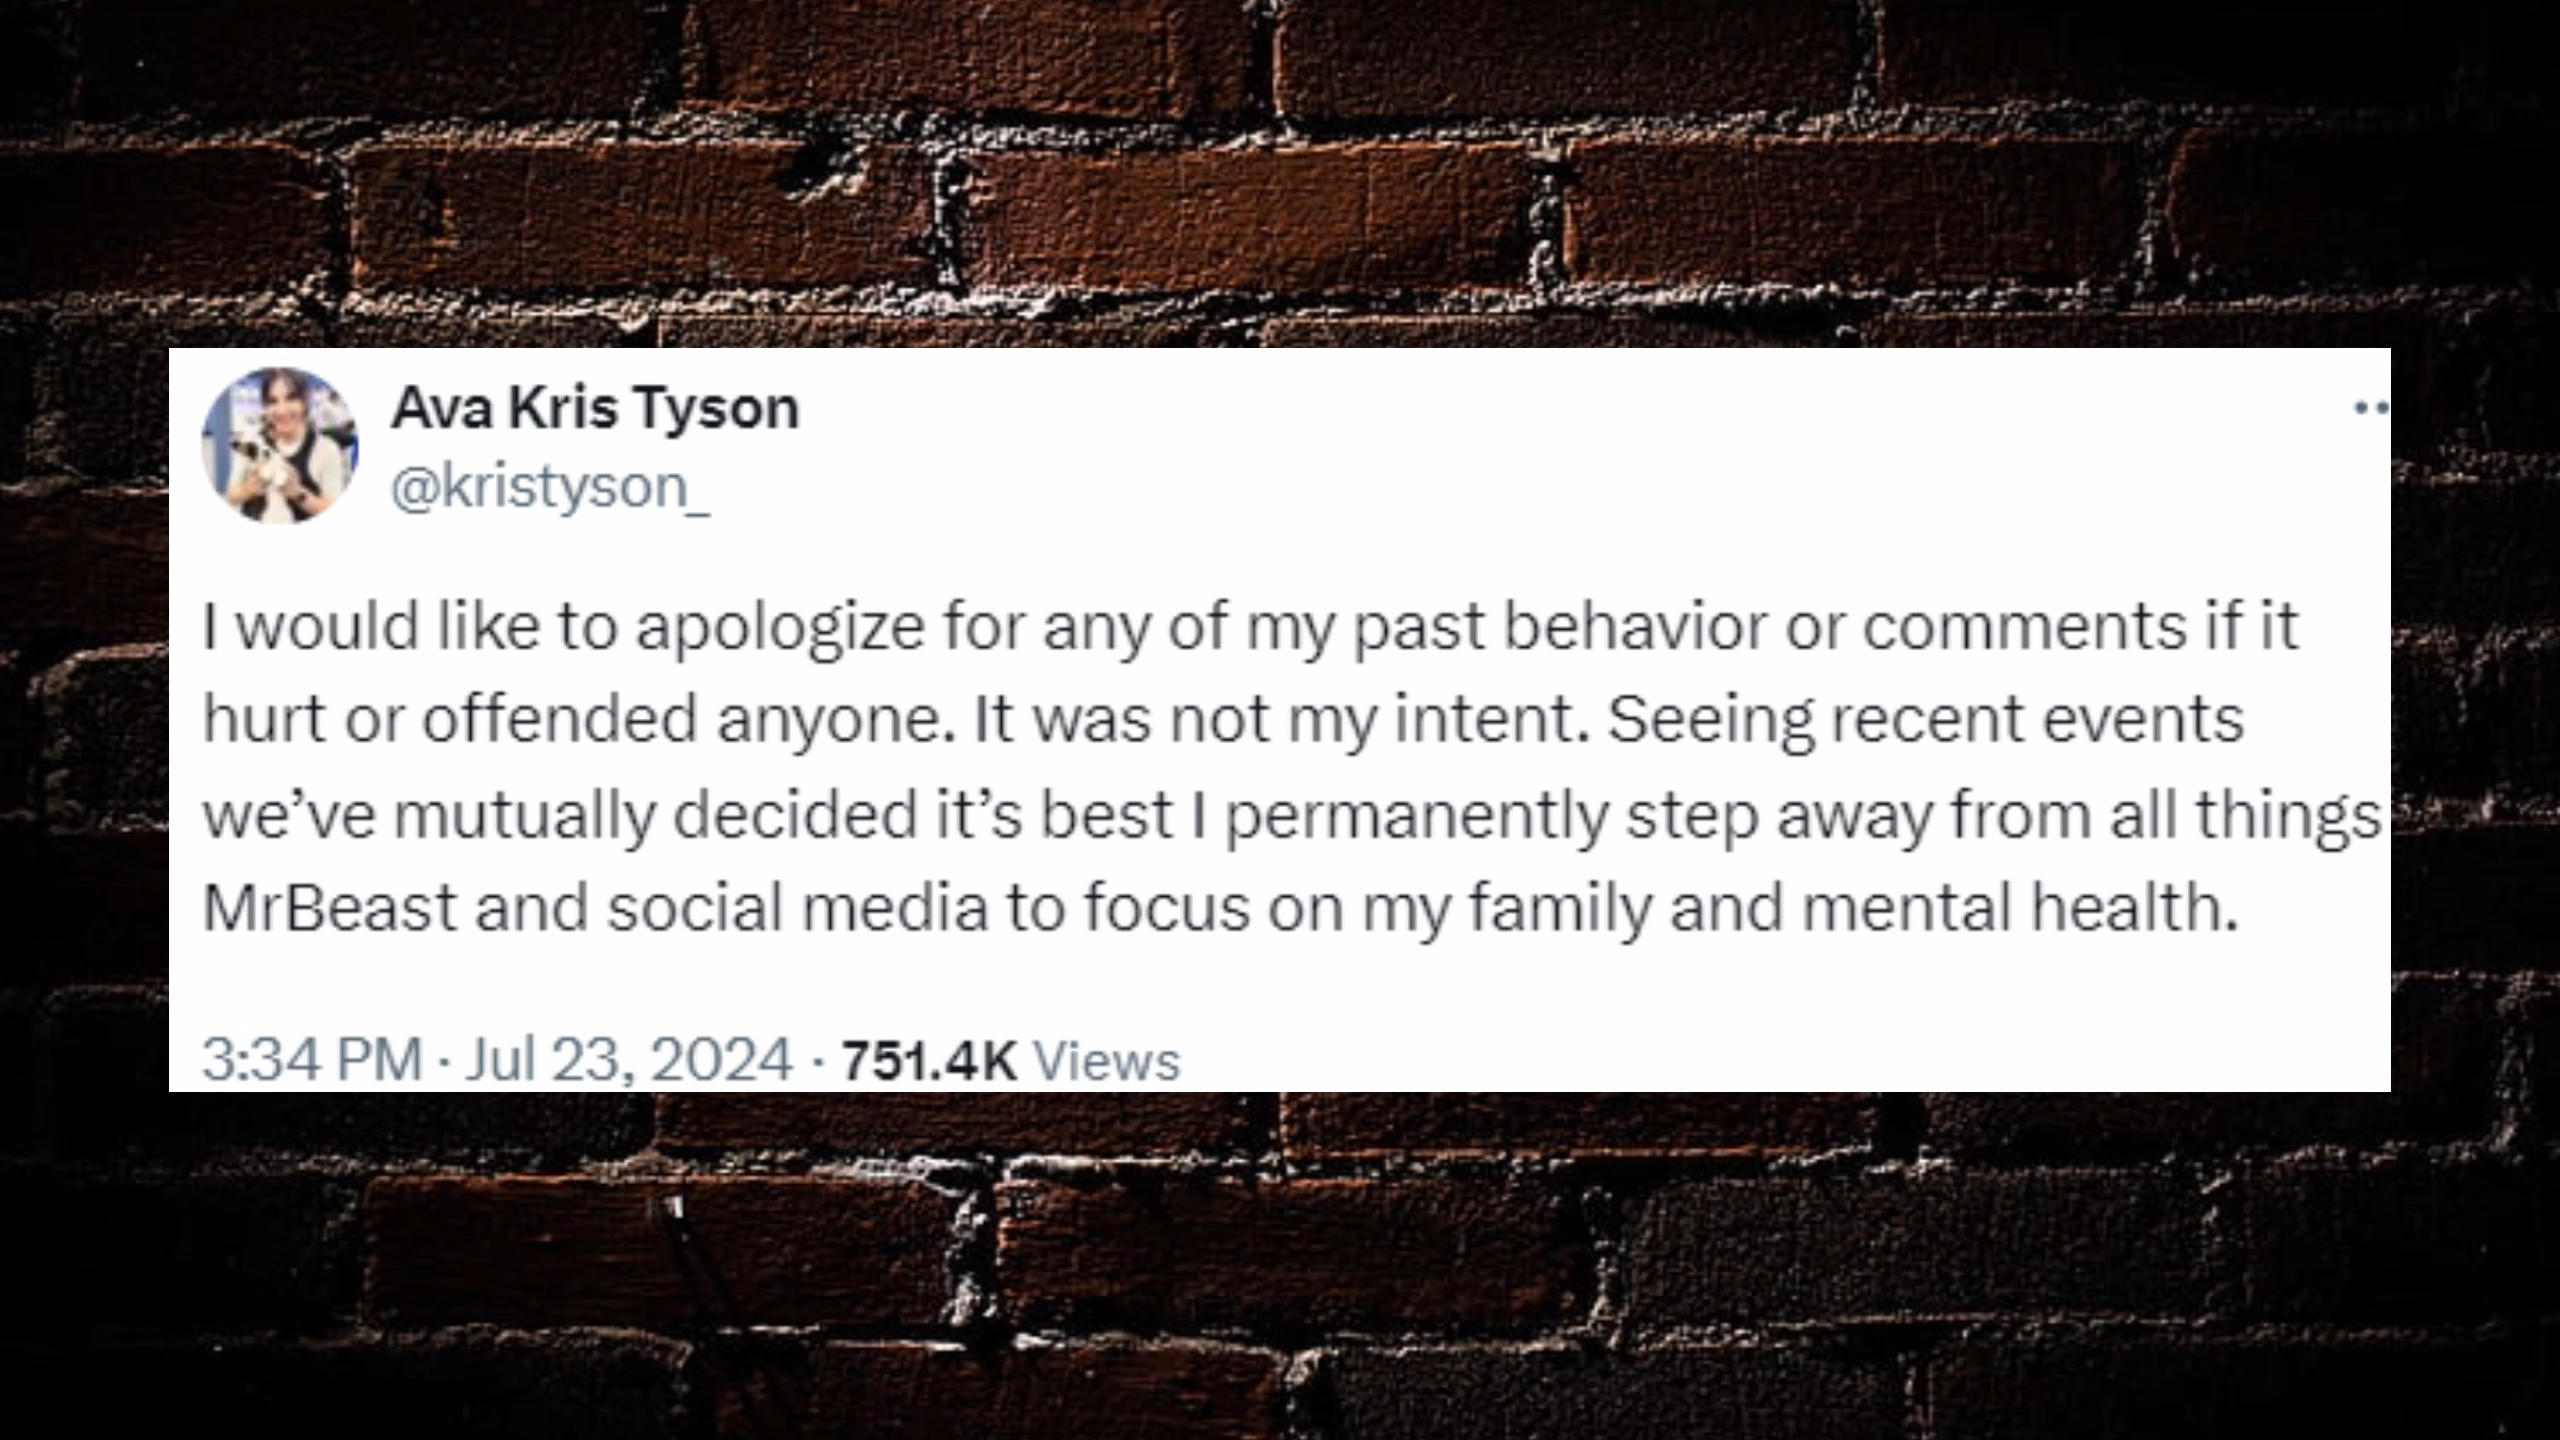 Ava Kris Tyson
@kristyson_
I would like to apologize for any of my past behavior or comments if it
hurt or offended anyone. It was not my intent. Seeing recent events
we’ve mutually decided it’s best I permanently step away from all things
MrBeast and social media to focus on my family and mental health.
3:34 PM · Jul 23, 2024 · 751.4K Views